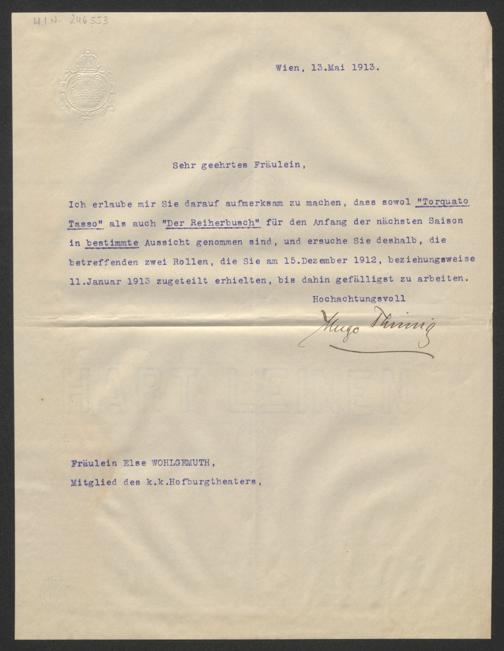 H.I.N. 246553
Wien, 13.Mai 1913.
Sehr geehrtes Fräulein,
Ich erlaube mir Sie darauf aufmerksam zu machen, dass sowol "Torquato
Tasso" als auch "Der Reiherbusch" für den Anfang der nächsten Saison
in bestimmte Aussicht genommen sind, und ersuche Sie deshalb, die
betreffenden zwei Rollen, die Sie am 15.Dezember 1912, beziehungsweise
11.Januar 1913 zugeteilt erhielten, bis dahin gefälligst zu arbeiten.
Hochachtungsvoll
Hugo Thimig
HART LEINEN
Fräulein Else WOHLGEMUTH,
Mitglied des k.k.Hofburgtheaters.